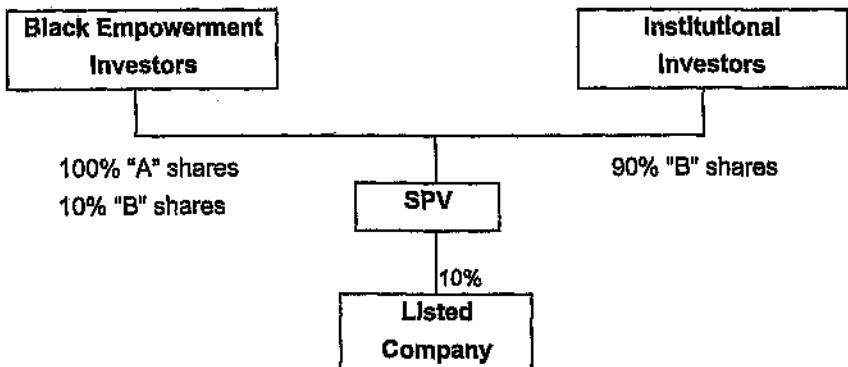 Black Empowerment
Investors
Institutional
Investors
100% "A" shares
10% "B" shares
90% "B" shares
SPV
10%
Listed
Company